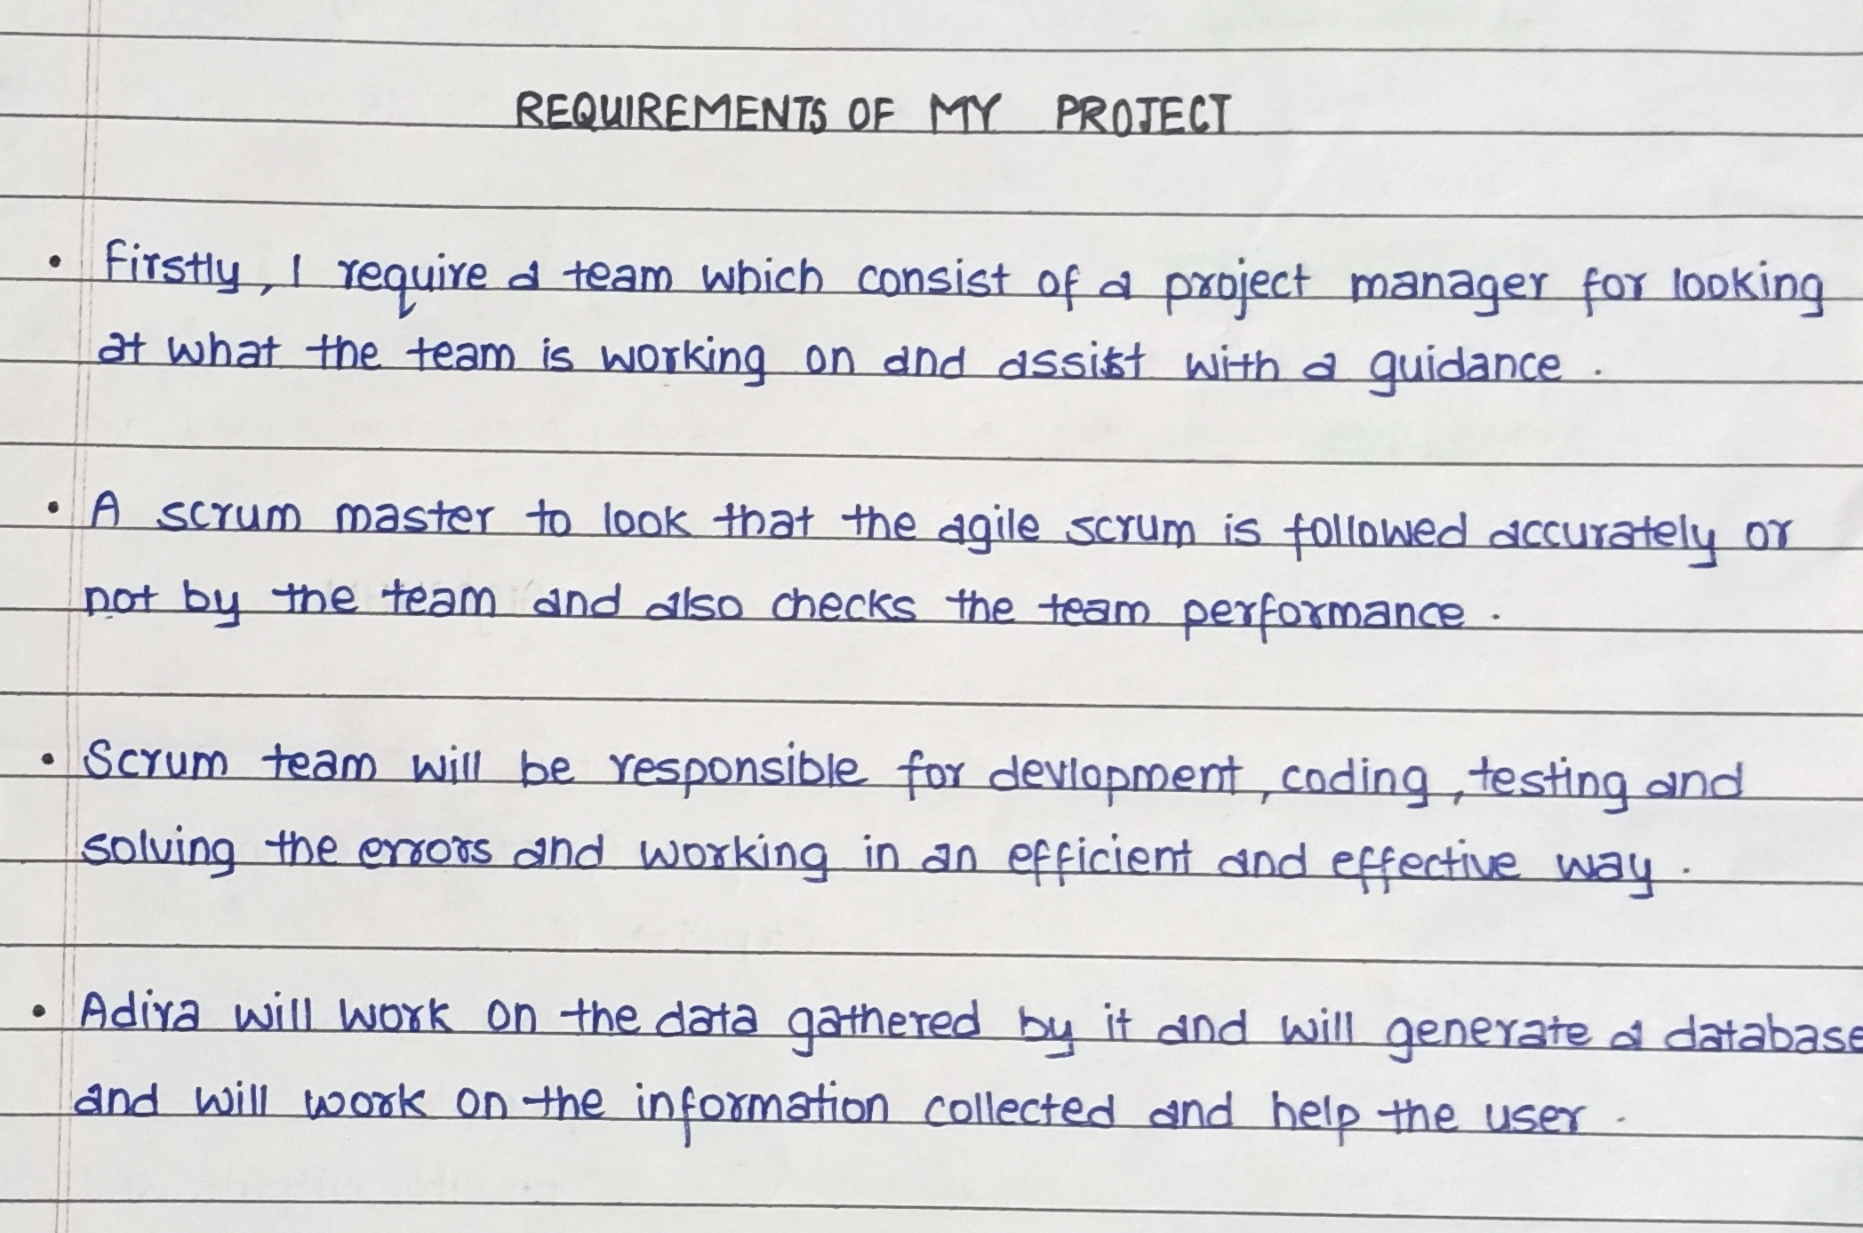 REQUIREMENTS OF MY PROJECT
• Firstly, I require a team which consist of a project manager for looking
at what the team is working on and assist with a guidance.
• A scrum master to look that the agile scrum is followed accurately or
not by the team and also checks the team performance.
• Scrum team will be responsible for devlopment, coding, testing and
solving the errors and working in an efficient and effective way.
• Adira will work on the data gathered by it and will generate a database
and will work on the information collected and help the user.